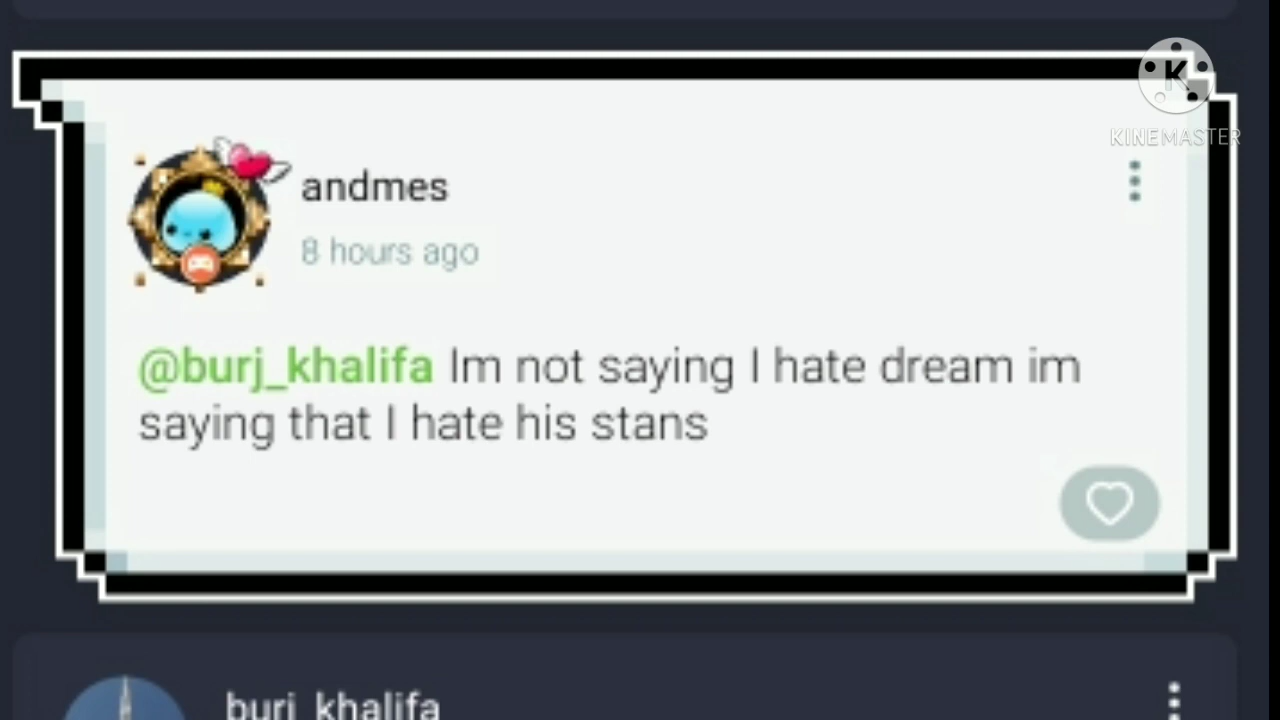 KINEMASTER
andmes
8 hours ago
@burj_khalifa Im not saying I hate dream im
saying that I hate his stans
burj_khalifa